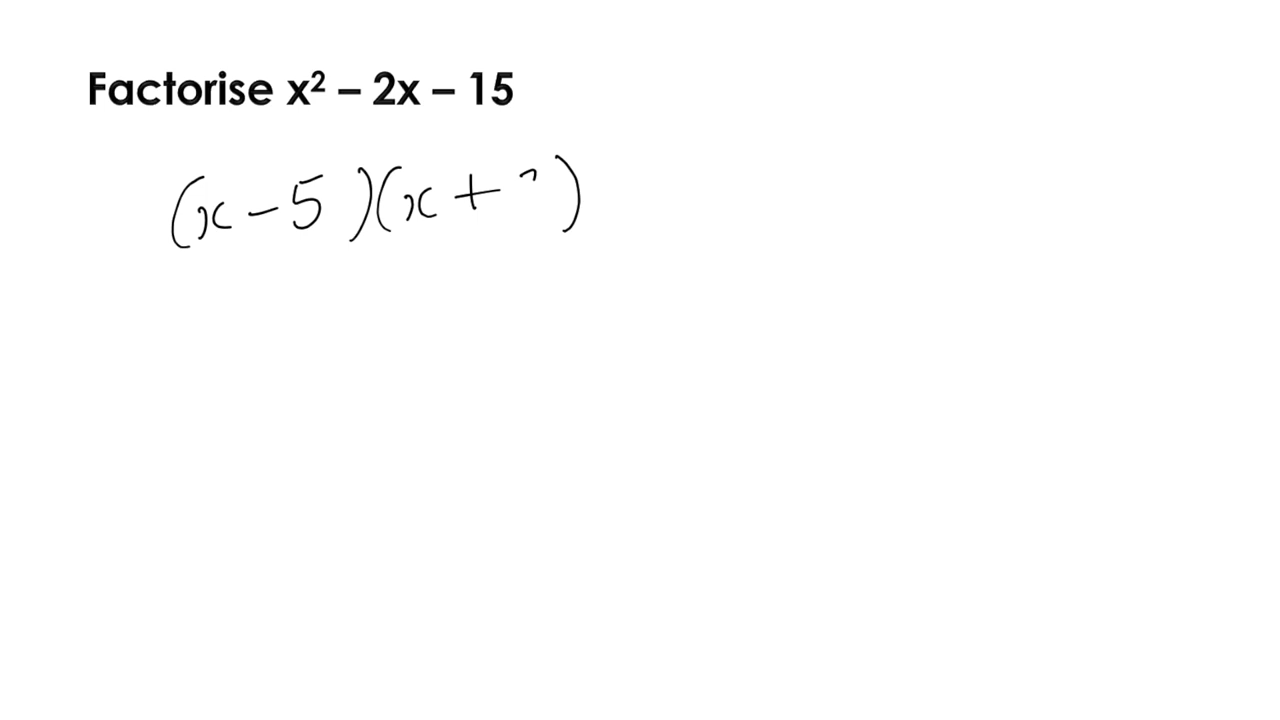 Factorise x² – 2x – 15
(x - 5 )(x + )